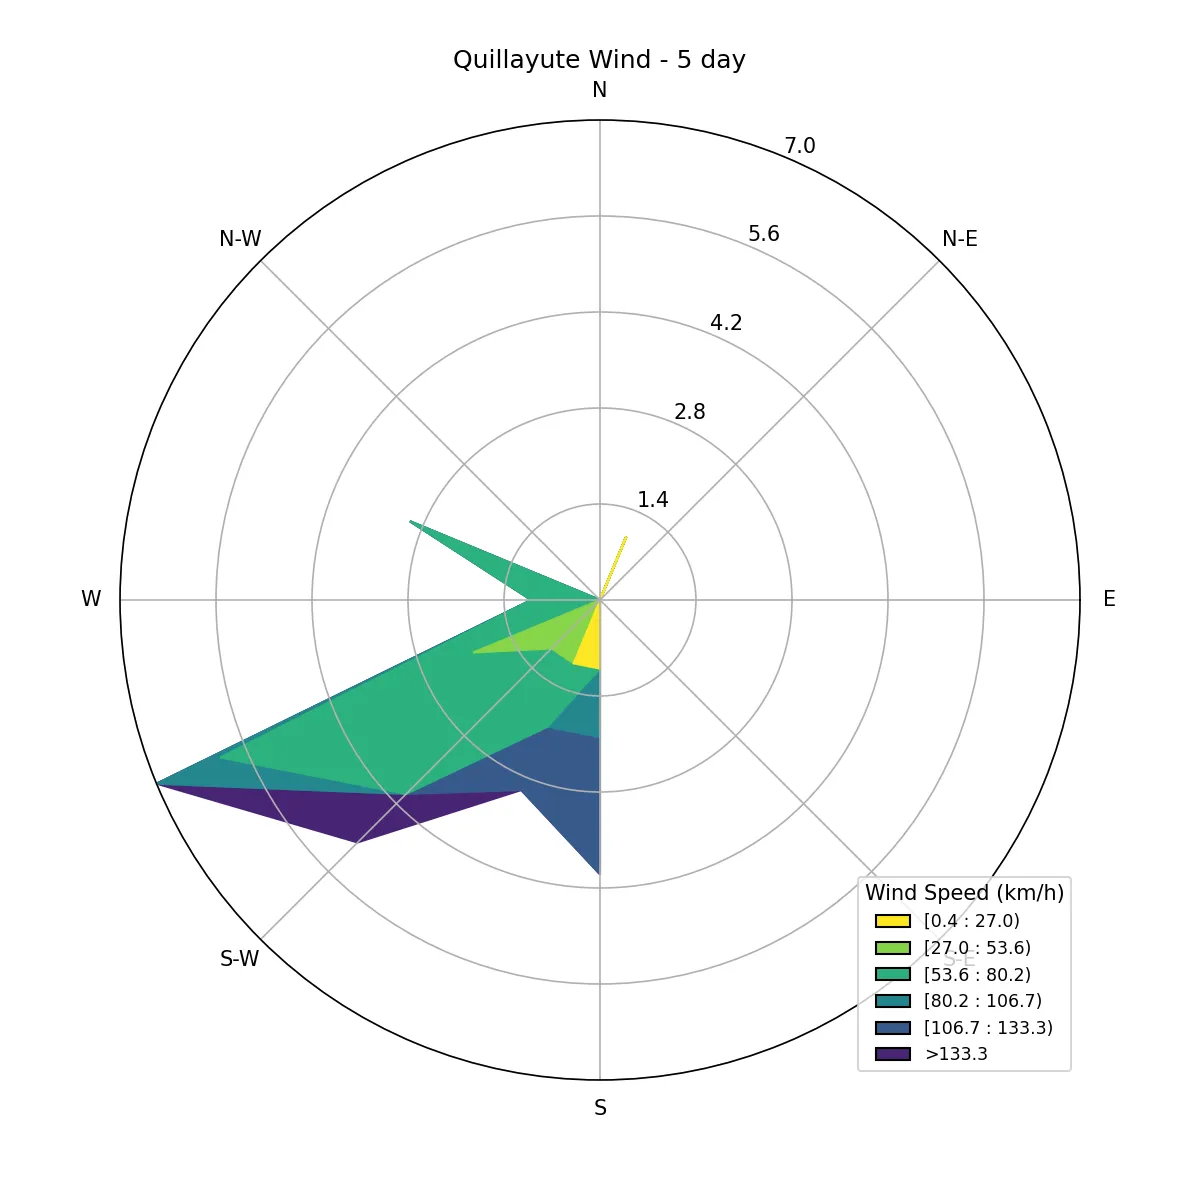 Quillayute Wind - 5 day
N
7.0
N-W
5.6
N-E
4.2
2.8
1.4
W
E
Wind Speed (km/h)
[0.4 : 27.0)
[27.0 : 53.6)
S-W
S-E
[53.6 : 80.2)
[80.2 : 106.7)
[106.7 : 133.3)
>133.3
S